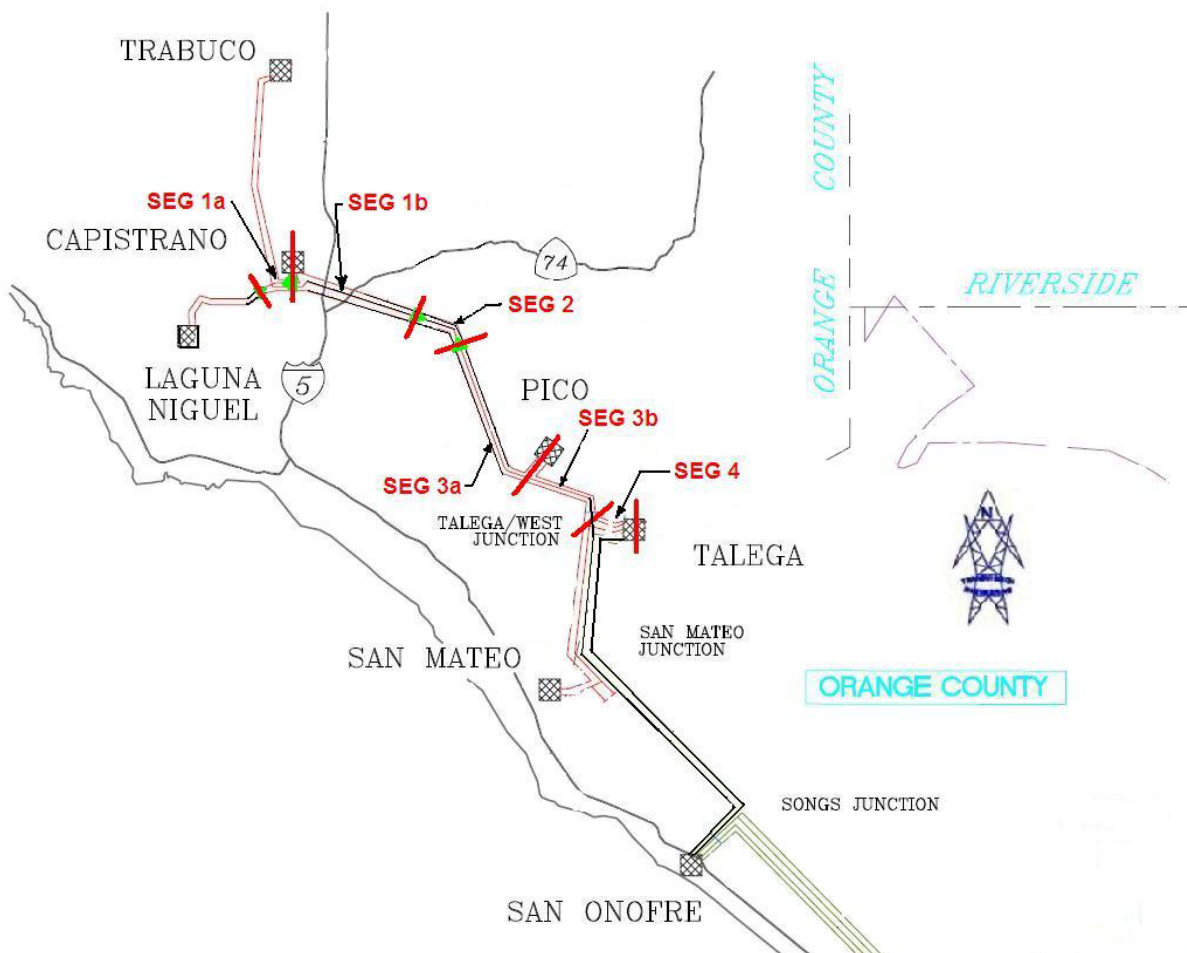 TRABUCO
COUNTY
SEG 1a
SEG 1b
CAPISTRANO
74
ORANGE
RIVERSIDE
SEG 2
LAGUNA
NIGUEL
5
PICO
SEG 3b
SEG 3a
SEG 4
TALEGA/WEST
JUNCTION
N
TALEGA
SAN MATEO
JUNCTION
SAN MATEO
ORANGE COUNTY
SONGS JUNCTION
SAN ONOFRE